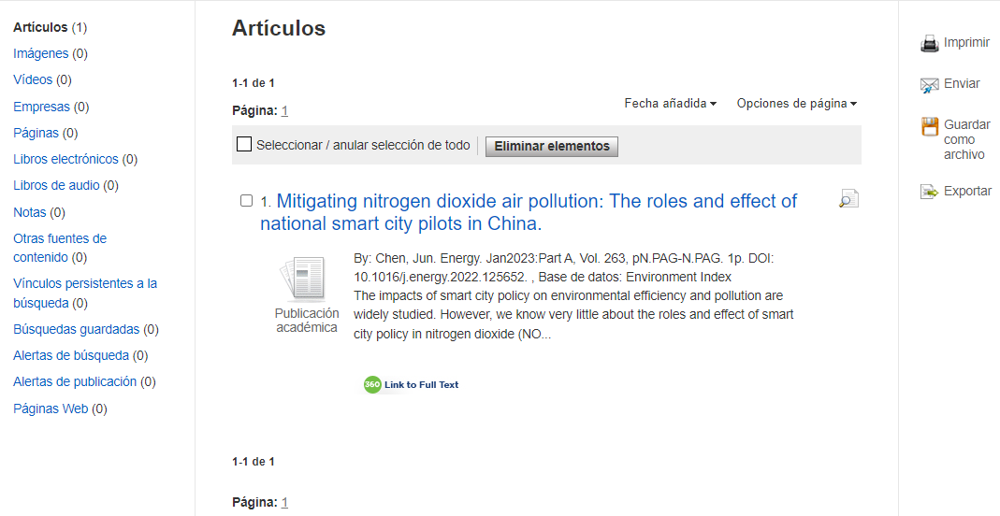 Artículos (1)
Imágenes (0)
Vídeos (0)
Empresas (0)
Páginas (0)
Libros electrónicos (0)
Libros de audio (0)
Notas (0)
Otras fuentes de
contenido (0)
Vínculos persistentes a la
búsqueda (0)
Búsquedas guardadas (0)
Alertas de búsqueda (0)
Alertas de publicación (0)
Páginas Web (0)
Artículos
1-1 de 1
Página: 1
Fecha añadida
Opciones de página
Seleccionar / anular selección de todo
Eliminar elementos
1. Mitigating nitrogen dioxide air pollution: The roles and effect of
national smart city pilots in China.
Publicación
académica
By: Chen, Jun. Energy. Jan2023:Part A, Vol. 263, pN.PAG-N.PAG. 1p. DOI:
10.1016/j.energy.2022.125652. , Base de datos: Environment Index
The impacts of smart city policy on environmental efficiency and pollution are
widely studied. However, we know very little about the roles and effect of smart
city policy in nitrogen dioxide (NO...
360 Link to Full Text
1-1 de 1
Página: 1
Imprimir
Enviar
Guardar
como
archivo
Exportar